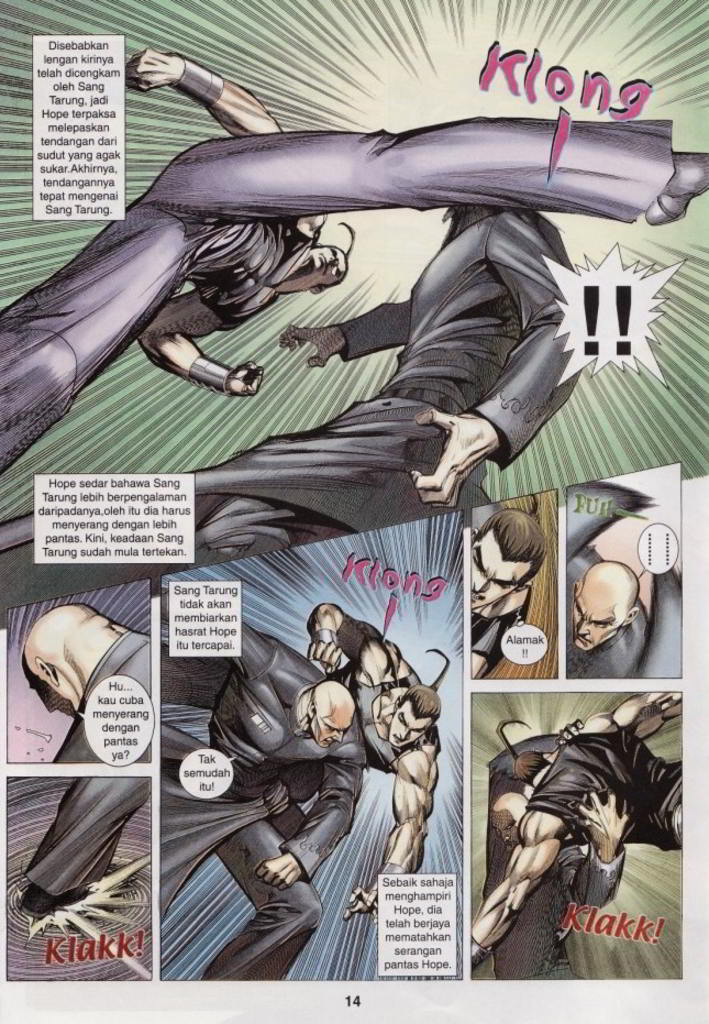 Disebabkan
lengan kirinya
telah dicengkam
oleh Sang
Tarung, jadi
Hope terpaksa
melepaskan
tendangan dari
sudut yang agak
sukar.Akhirnya,
tendangannya
tepat mengenai
Sang Tarung.
Klong
!!
Hope sedar bahawa Sang
Tarung lebih berpengalaman
daripadanya,oleh itu dia harus
menyerang dengan lebih
pantas. Kini, keadaan Sang
Tarung sudah mula tertekan.
Alamak
!!
Sang Tarung
tidak akan
membiarkan
hasrat Hope
itu tercapai.
Klong
Hu...
kau cuba
menyerang
dengan
pantas
ya?
Tak
semudah
itu!
Klakk!
Sebaik sahaja
menghampiri
Hope, dia
telah berjaya
mematahkan
serangan
pantas Hope.
Klakk!
14